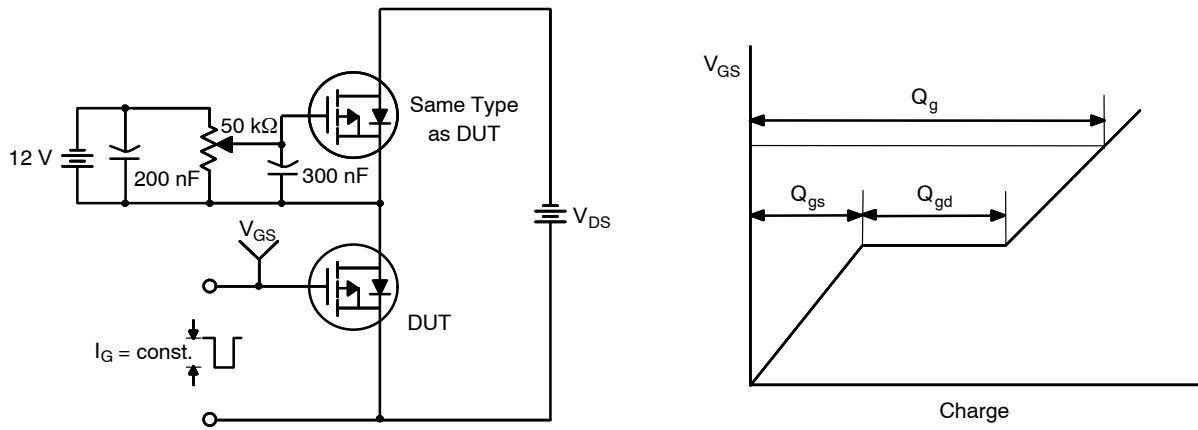 Same Type
as DUT
50 kΩ
12 V
200 nF
300 nF
V_GS
V_DS
DUT
I_G = const.
V_GS
Q_g
Q_gs
Q_gd
Charge